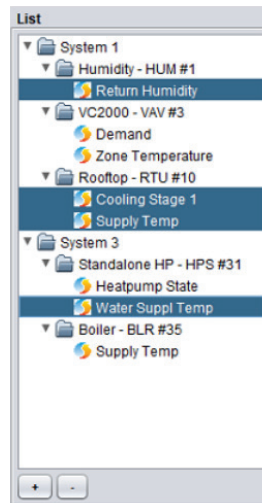 List
System 1
Humidity - HUM #1
Return Humidity
VC2000 - VAV #3
Demand
Zone Temperature
Rooftop - RTU #10
Cooling Stage 1
Supply Temp
System 3
Standalone HP - HPS #31
Heatpump State
Water Suppl Temp
Boiler - BLR #35
Supply Temp
+ -